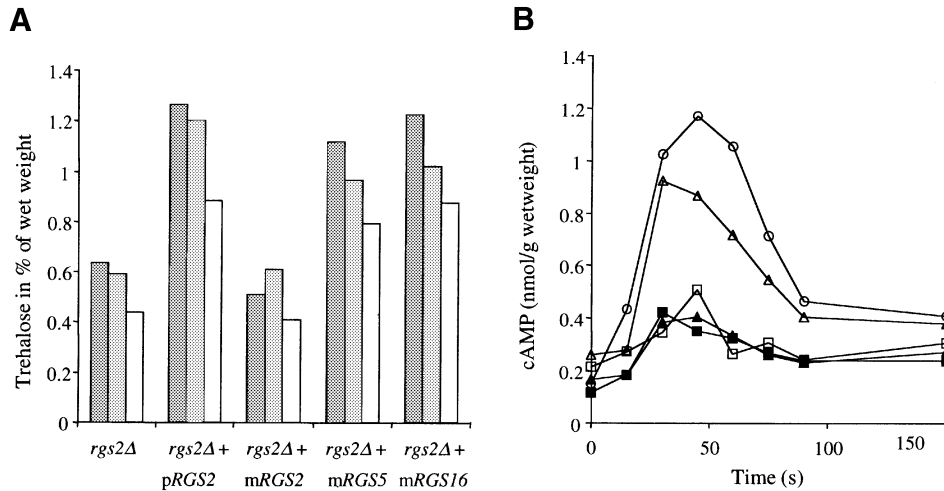 A
Trehalose in % of wet weight
1.4
1.2
1
0.8
0.6
0.4
0.2
0
rgs2Δ
rgs2Δ +
pRGS2
rgs2Δ +
mRGS2
rgs2Δ +
mRGS5
rgs2Δ +
mRGS16
B
cAMP (nmol/g wetweight)
1.4
1.2
1
0.8
0.6
0.4
0.2
0
0
50
100
150
Time (s)